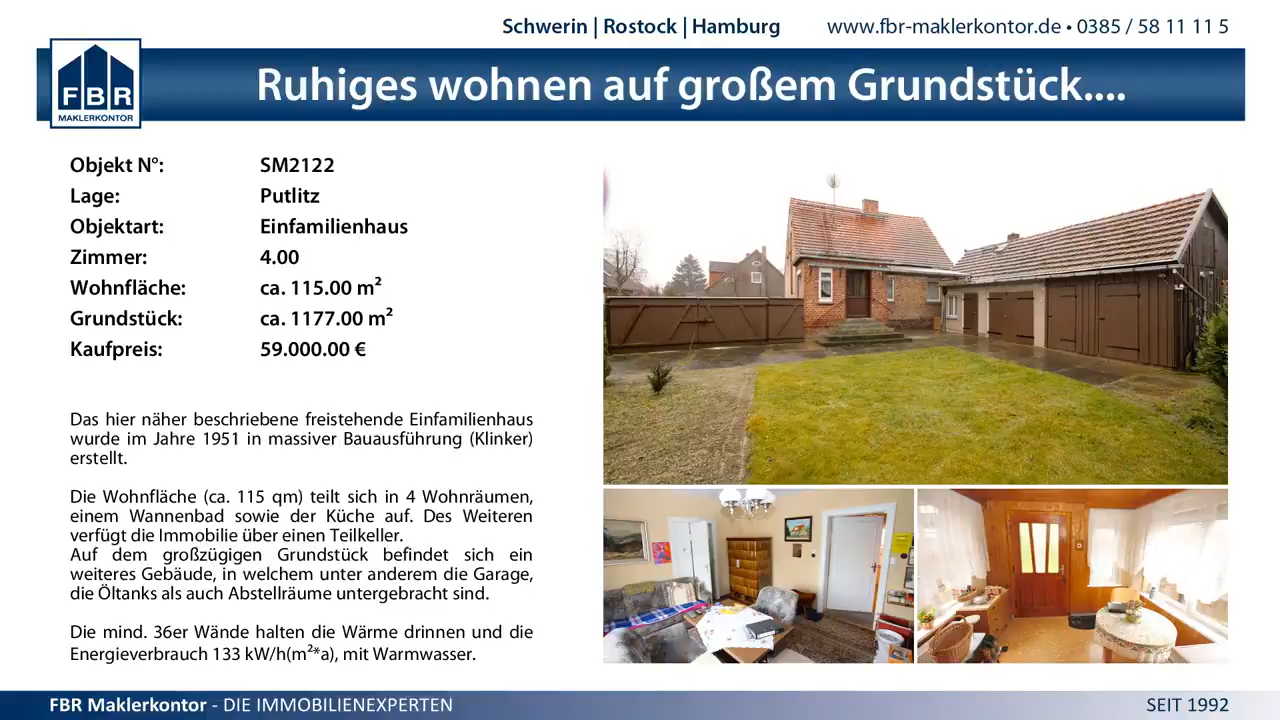 Schwerin | Rostock | Hamburg www.fbr-maklerkontor.de • 0385 / 58 11 11 5
FBR
MAKLERKONTOR
Ruhiges wohnen auf großem Grundstück....
Objekt N°: SM2122
Lage: Putlitz
Objektart: Einfamilienhaus
Zimmer: 4.00
Wohnfläche: ca. 115.00 m²
Grundstück: ca. 1177.00 m²
Kaufpreis: 59.000.00 €
Das hier näher beschriebene freistehende Einfamilienhaus
wurde im Jahre 1951 in massiver Bauausführung (Klinker)
erstellt.
Die Wohnfläche (ca. 115 qm) teilt sich in 4 Wohnräumen,
einem Wannenbad sowie der Küche auf. Des Weiteren
verfügt die Immobilie über einen Teilkeller.
Auf dem großzügigen Grundstück befindet sich ein
weiteres Gebäude, in welchem unter anderem die Garage,
die Öltanks als auch Abstellräume untergebracht sind.
Die mind. 36er Wände halten die Wärme drinnen und die
Energieverbrauch 133 kW/h(m²*a), mit Warmwasser.
FBR Maklerkontor - DIE IMMOBILIENEXPERTEN SEIT 1992